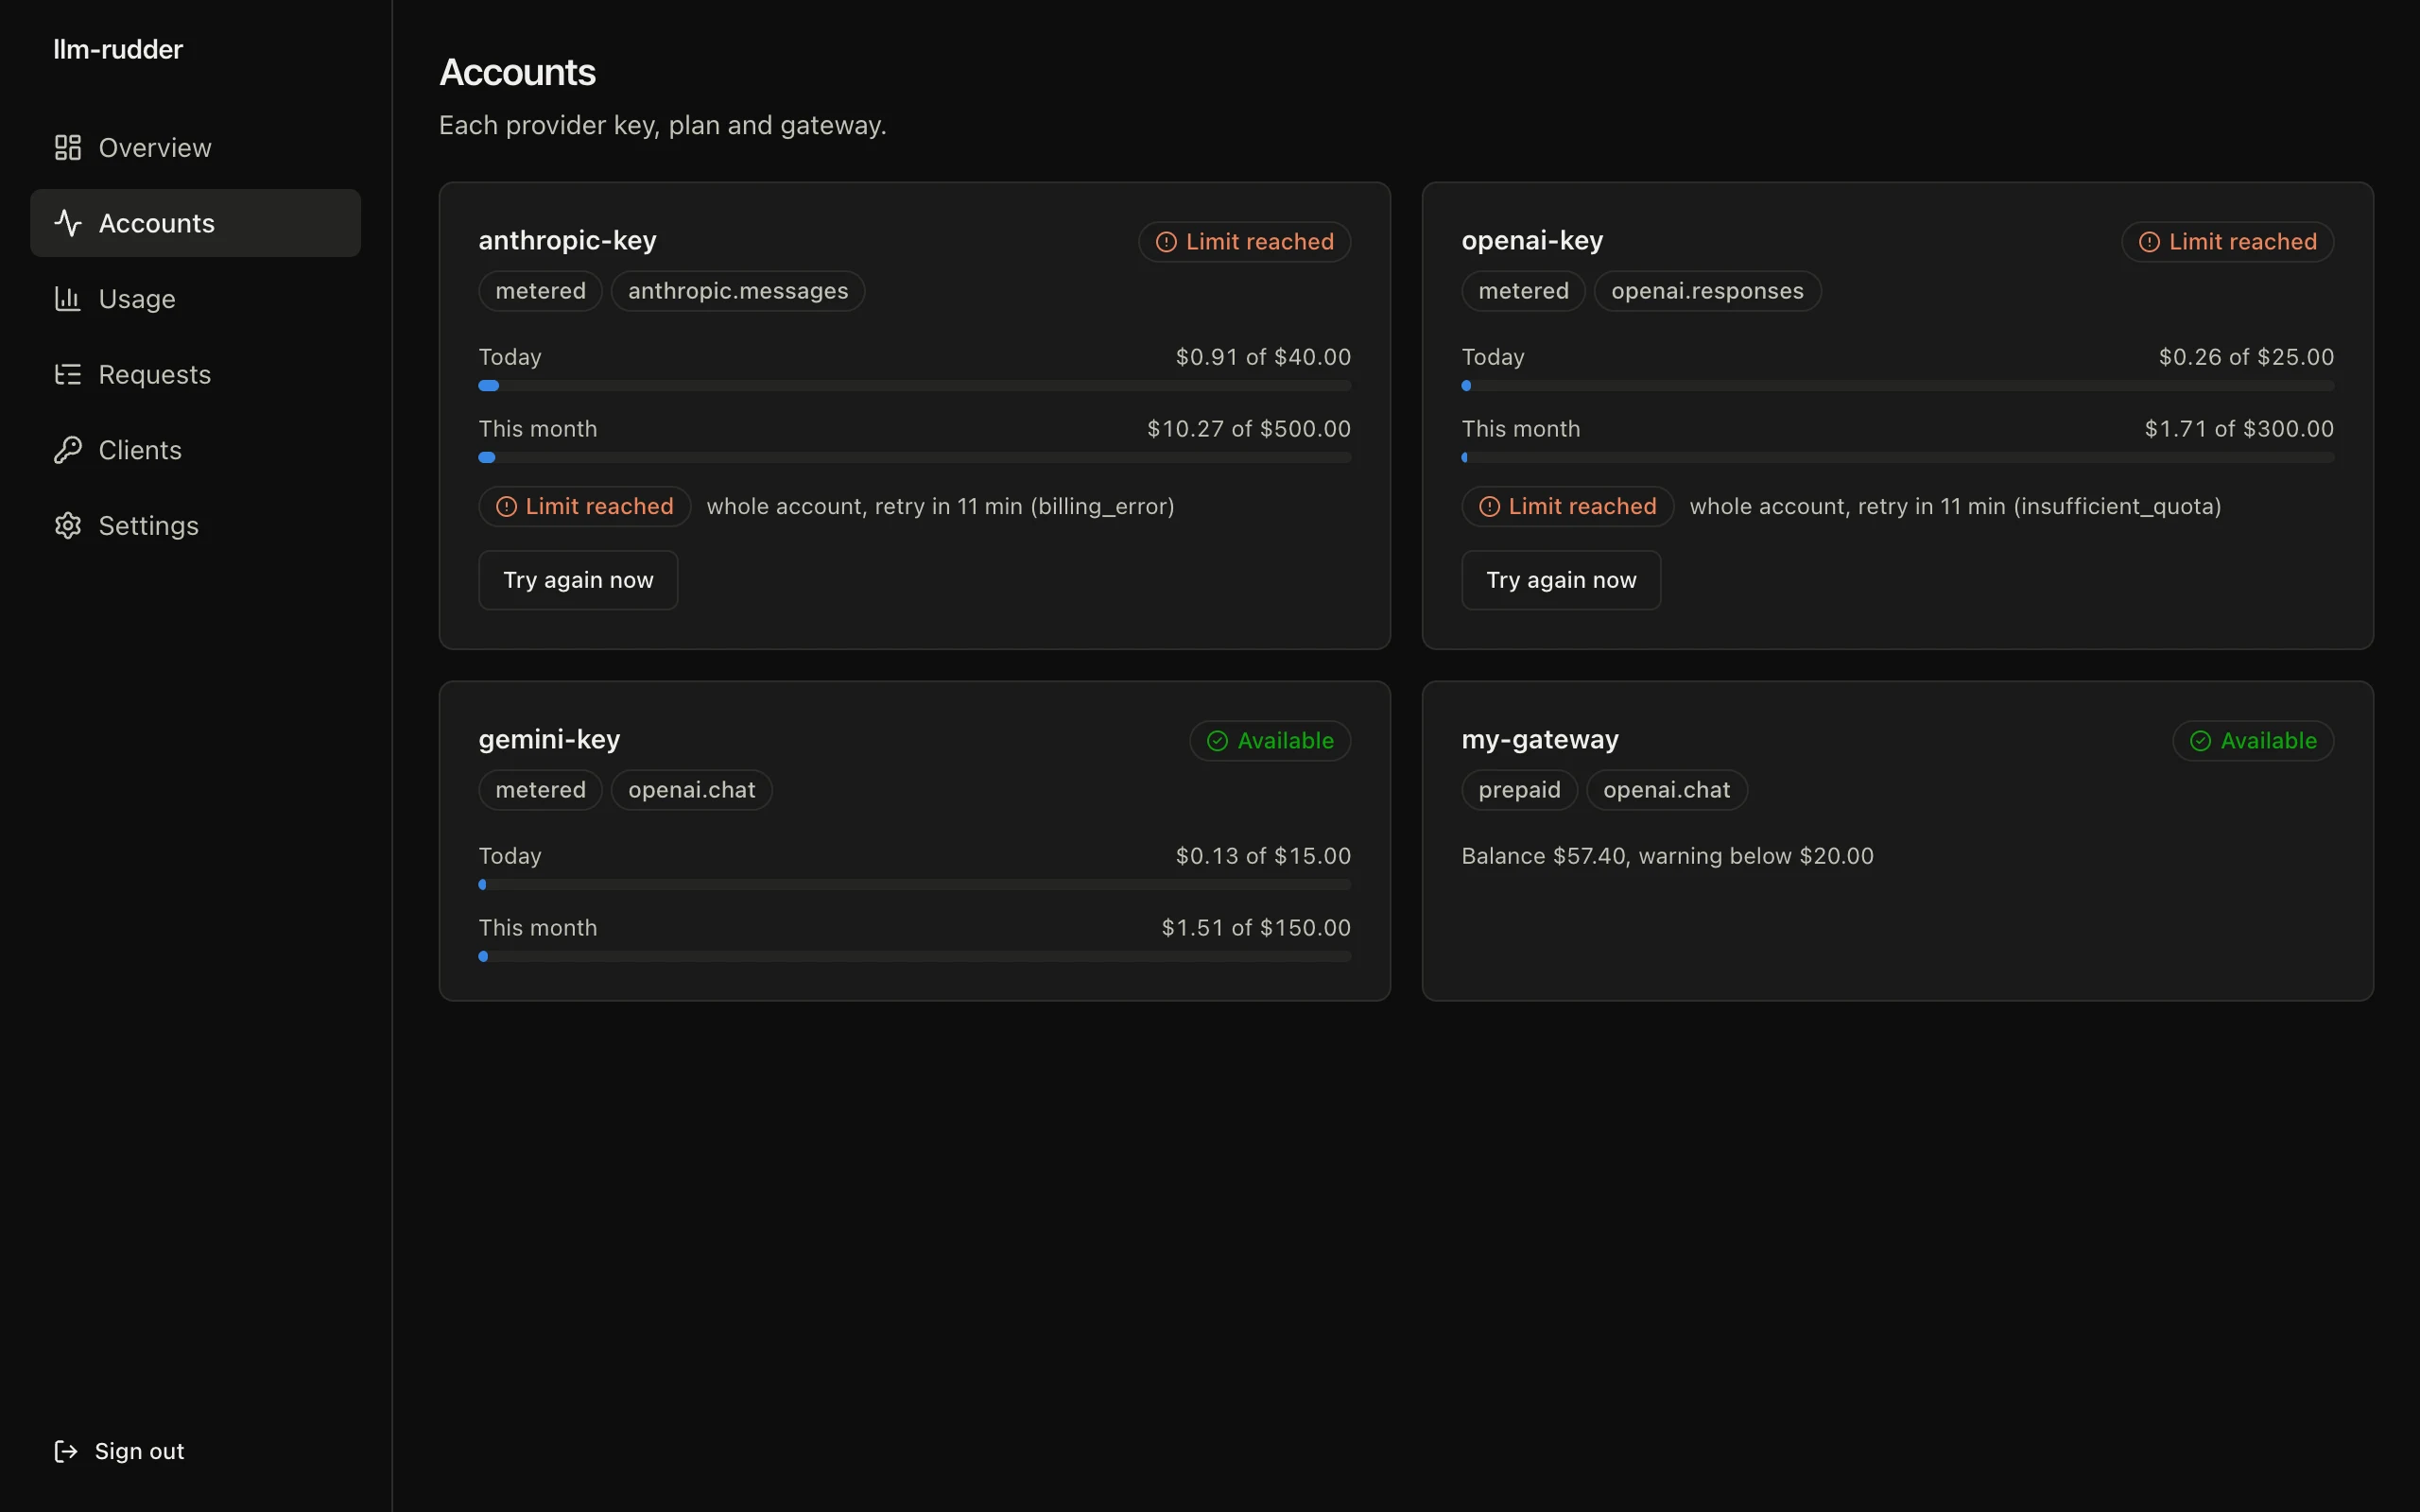 llm-rudder
Overview
Accounts
Usage
Requests
Clients
Settings
Sign out
Accounts
Each provider key, plan and gateway.
anthropic-key
Limit reached
metered
anthropic.messages
Today
$0.91 of $40.00
This month
$10.27 of $500.00
Limit reached
whole account, retry in 11 min (billing_error)
Try again now
openai-key
Limit reached
metered
openai.responses
Today
$0.26 of $25.00
This month
$1.71 of $300.00
Limit reached
whole account, retry in 11 min (insufficient_quota)
Try again now
gemini-key
Available
metered
openai.chat
Today
$0.13 of $15.00
This month
$1.51 of $150.00
my-gateway
Available
prepaid
openai.chat
Balance $57.40, warning below $20.00